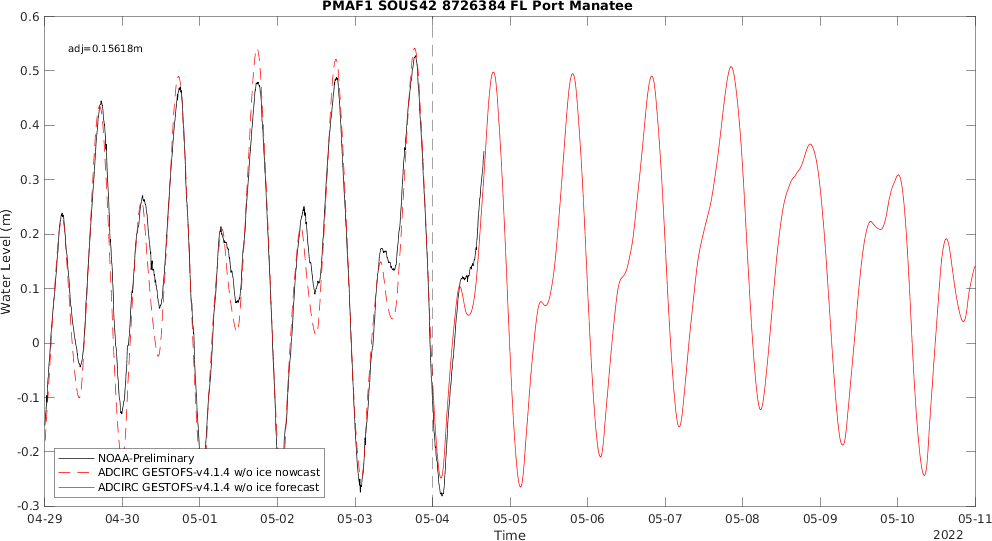 PMAF1 SOUS42 8726384 FL Port Manatee
adj=0.15618m
0.6
0.5
0.4
0.3
0.2
0.1
0
-0.1
-0.2
-0.3
Water Level (m)
NOAA-Preliminary
ADCIRC GESTOFS-v4.1.4 w/o ice nowcast
ADCIRC GESTOFS-v4.1.4 w/o ice forecast
04-29 04-30 05-01 05-02 05-03 05-04 05-05 05-06 05-07 05-08 05-09 05-10 05-11
Time
2022